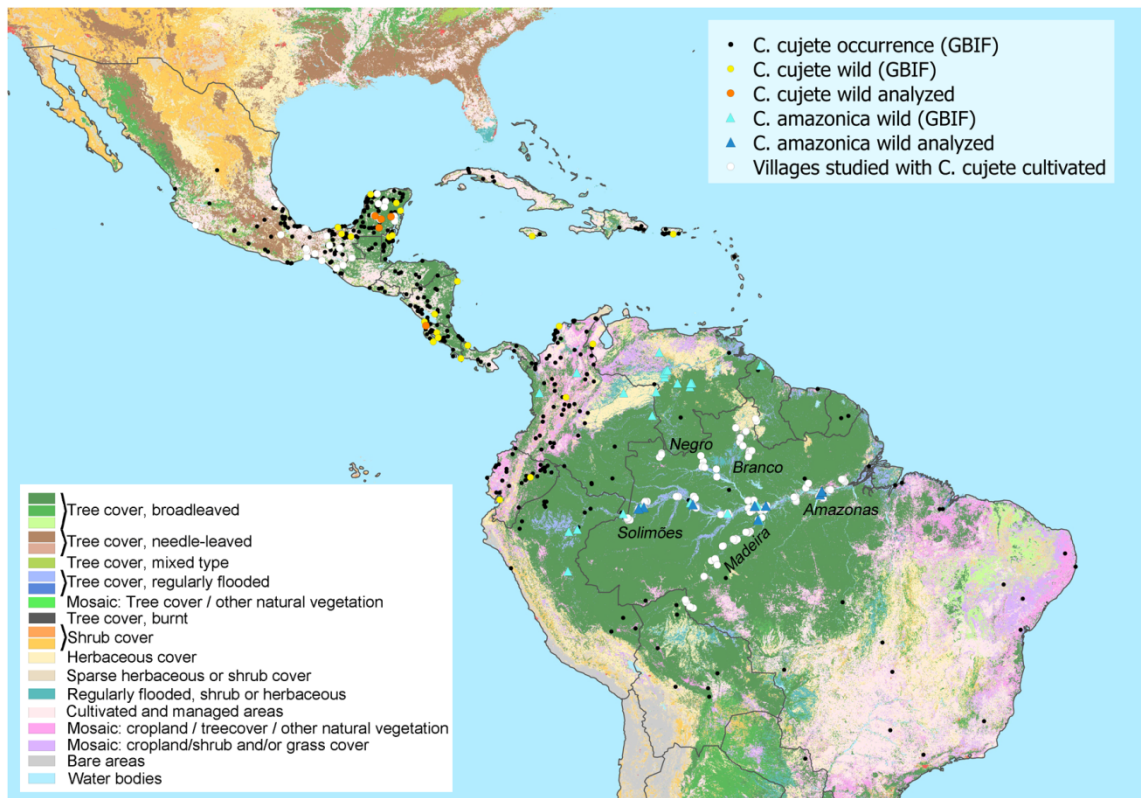 C. cujete occurrence (GBIF)
C. cujete wild (GBIF)
C. cujete wild analyzed
C. amazonica wild (GBIF)
C. amazonica wild analyzed
Villages studied with C. cujete cultivated
Negro
Branco
Amazonas
Solimões
Madeira
Tree cover, broadleaved
Tree cover, needle-leaved
Tree cover, mixed type
Tree cover, regularly flooded
Mosaic: Tree cover / other natural vegetation
Tree cover, burnt
Shrub cover
Herbaceous cover
Sparse herbaceous or shrub cover
Regularly flooded, shrub or herbaceous
Cultivated and managed areas
Mosaic: cropland / treecover / other natural vegetation
Mosaic: cropland/shrub and/or grass cover
Bare areas
Water bodies